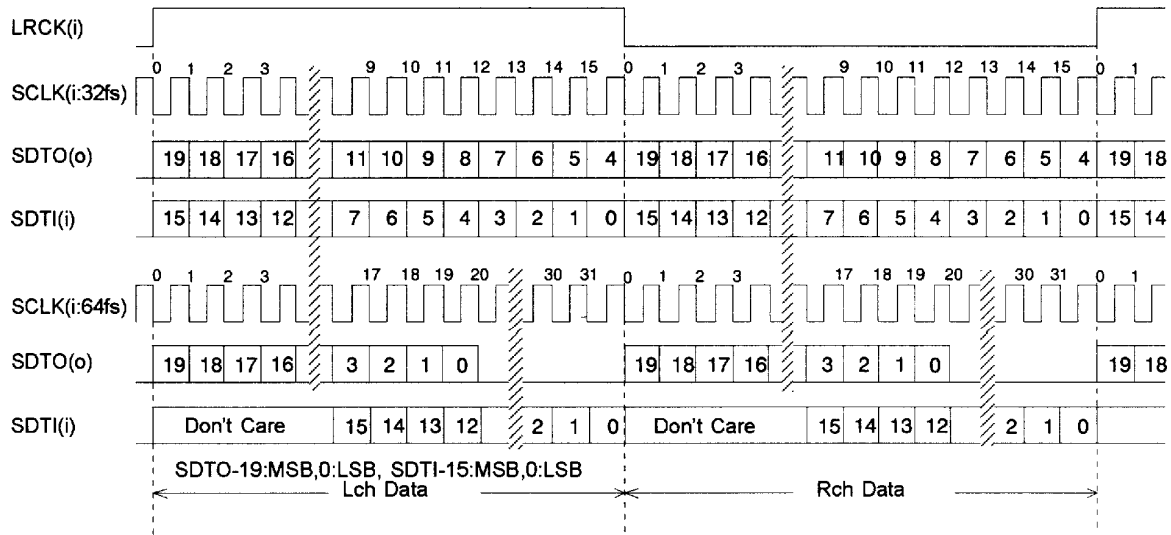 LRCK(i)
0 1 2 3 9 10 11 12 13 14 15 0 1 2 3 9 10 11 12 13 14 15 0 1
SCLK(i:32fs)
SDTO(o) 19 18 17 16 11 10 9 8 7 6 5 4 19 18 17 16 11 10 9 8 7 6 5 4 19 18
SDTI(i) 15 14 13 12 7 6 5 4 3 2 1 0 15 14 13 12 7 6 5 4 3 2 1 0 15 14
0 1 2 3 17 18 19 20 30 31 0 1 2 3 17 18 19 20 30 31 0 1
SCLK(i:64fs)
SDTO(o) 19 18 17 16 3 2 1 0 19 18 17 16 3 2 1 0 19 18
SDTI(i) Don't Care 15 14 13 12 2 1 0 Don't Care 15 14 13 12 2 1 0
SDTO-19:MSB,0:LSB, SDTI-15:MSB,0:LSB
Lch Data Rch Data